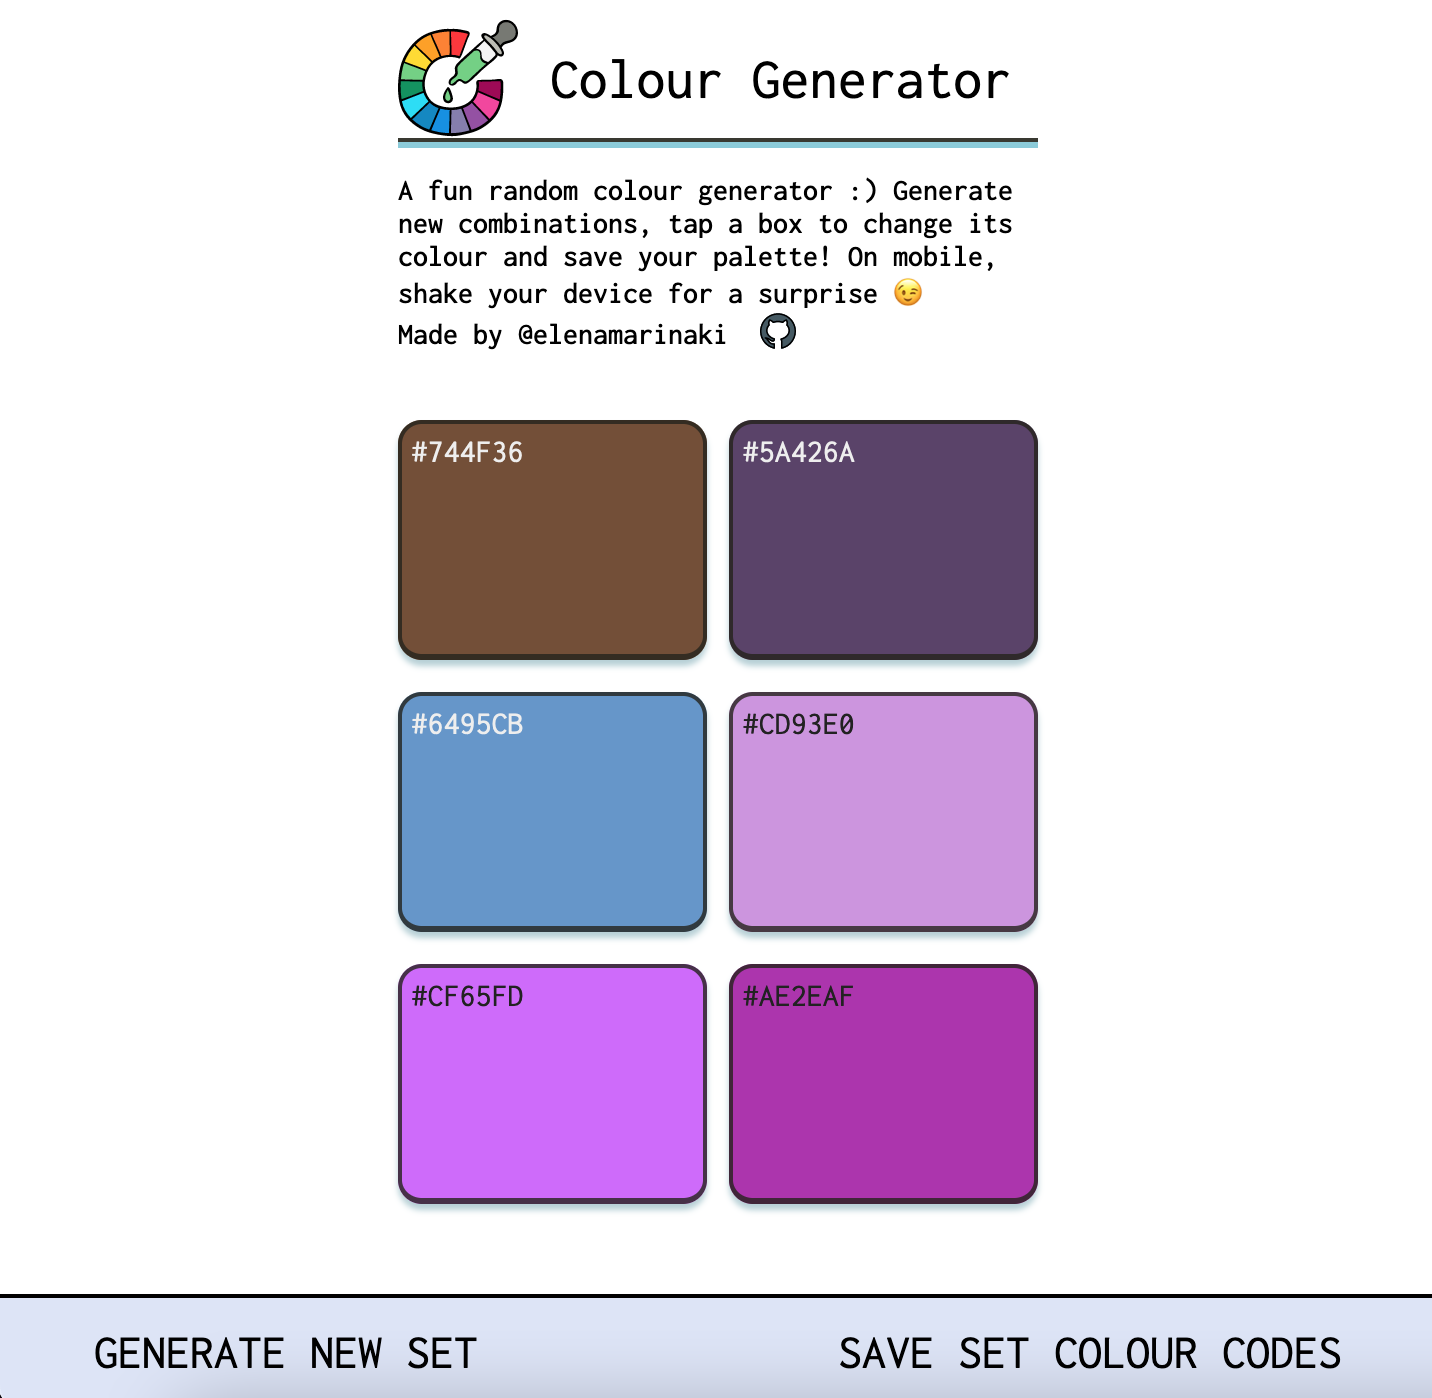 Colour Generator
A fun random colour generator :) Generate
new combinations, tap a box to change its
colour and save your palette! On mobile,
shake your device for a surprise 😉
Made by @elenamarinaki
#744F36
#5A426A
#6495CB
#CD93E0
#CF65FD
#AE2EAF
GENERATE NEW SET
SAVE SET COLOUR CODES